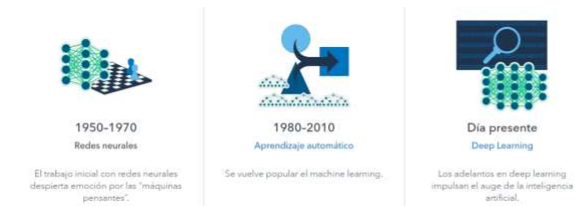 1950-1970
Redes neurales
El trabajo inicial con redes neurales
despierta emoción por las "máquinas
pensantes".
1980-2010
Aprendizaje automático
Se vuelve popular el machine learning.
Día presente
Deep Learning
Los adelantos en deep learning
impulsan el auge de la inteligencia
artificial.